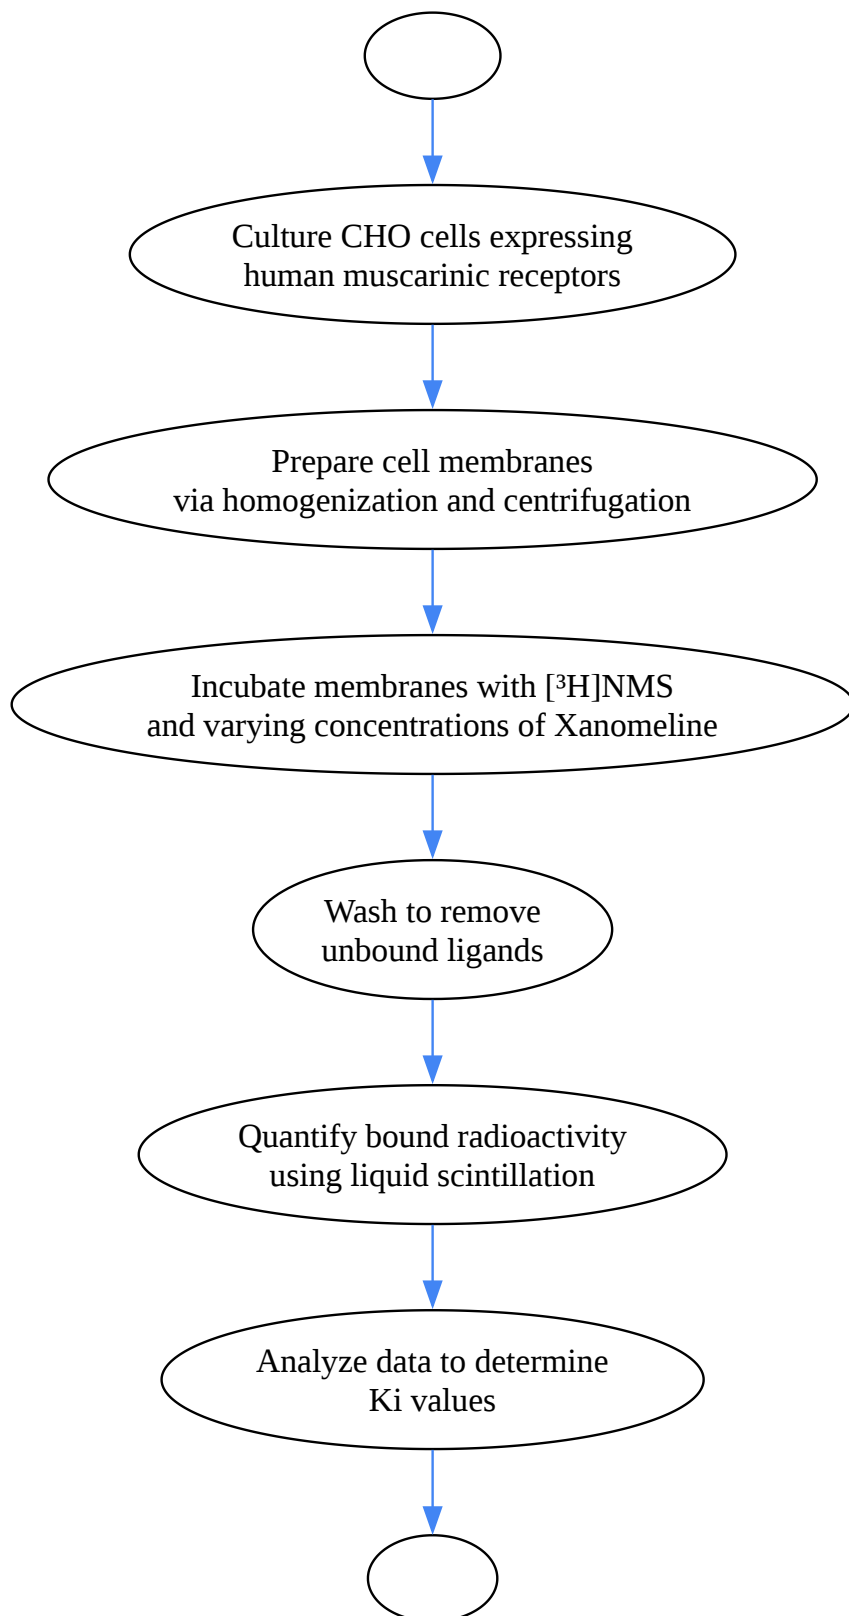 Culture CHO cells expressing
human muscarinic receptors
Prepare cell membranes
via homogenization and centrifugation
Incubate membranes with [³H]NMS
and varying concentrations of Xanomeline
Wash to remove
unbound ligands
Quantify bound radioactivity
using liquid scintillation
Analyze data to determine
Ki values